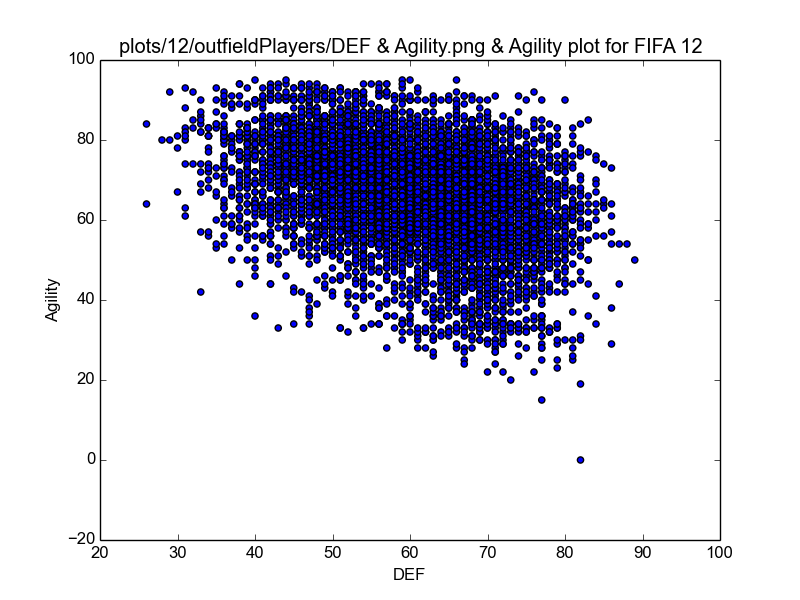 plots/12/outfieldPlayers/DEF & Agility.png & Agility plot for FIFA 12
100
80
60
40
20
0
−20
Agility
20 30 40 50 60 70 80 90 100
DEF